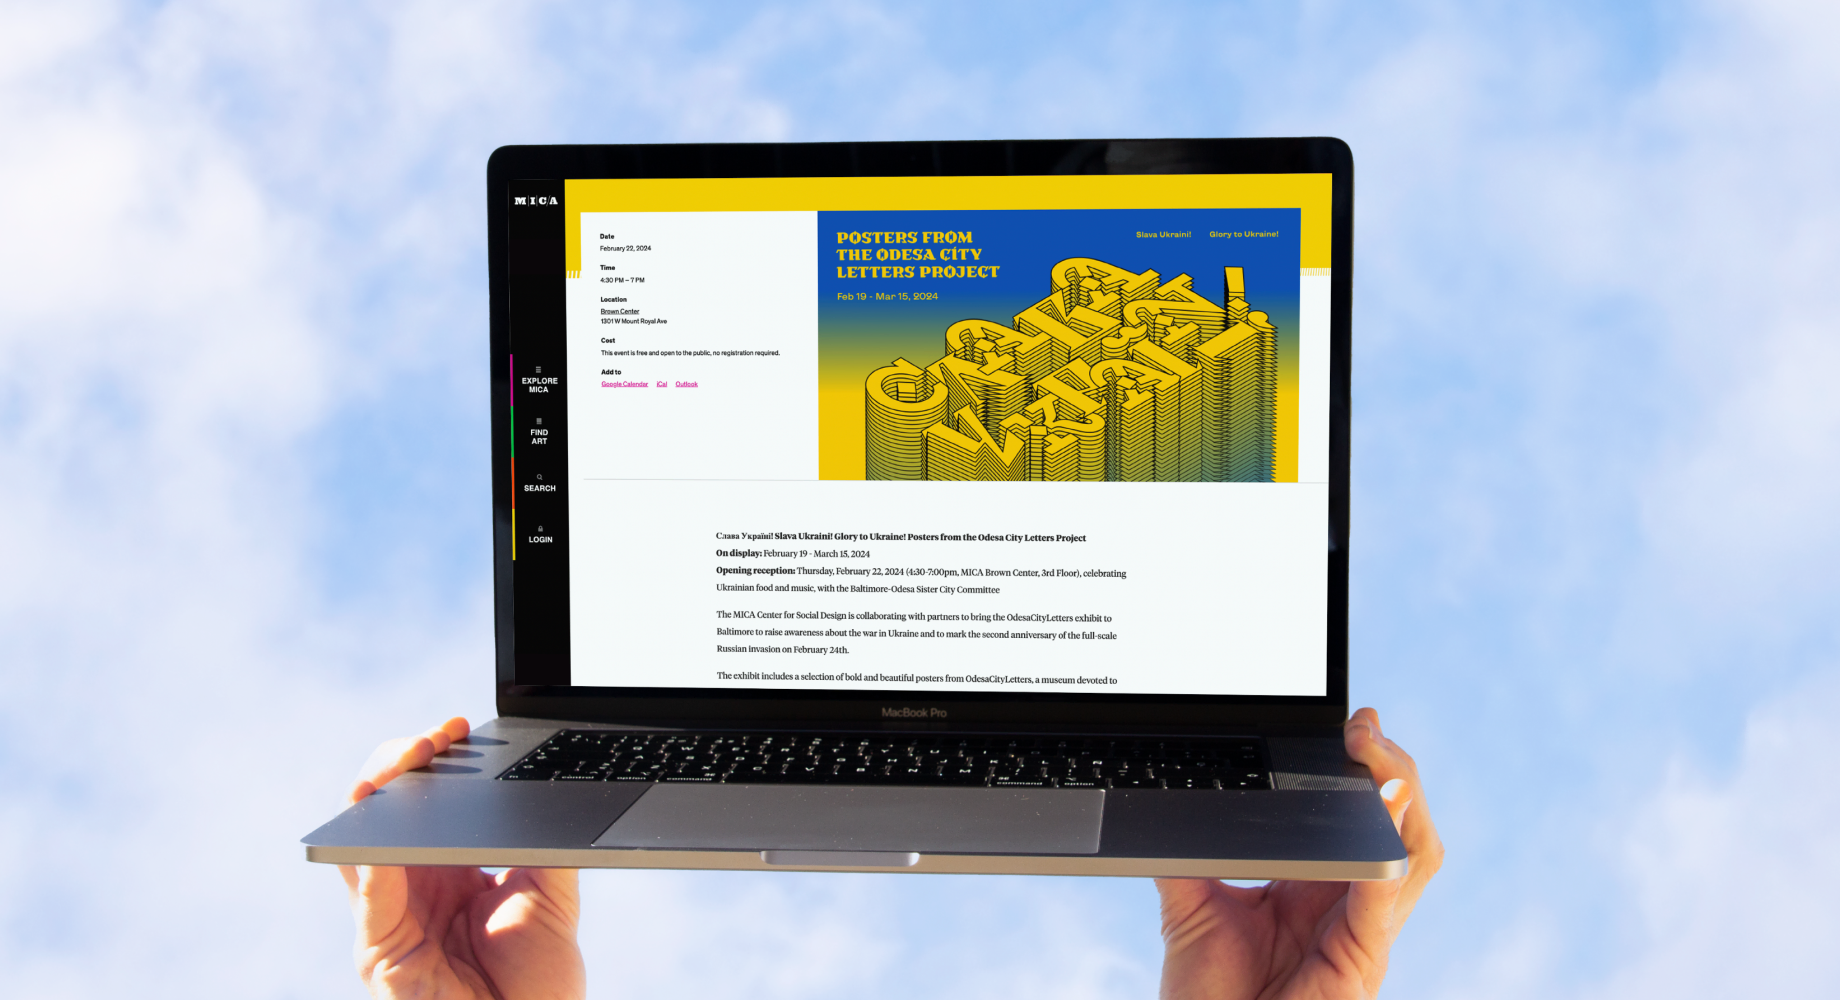 MICA
EXPLORE
MICA
FIND
ART
SEARCH
LOGIN
Date
February 22, 2024
Time
4:30 PM – 7 PM
Location
Brown Center
1301 W Mount Royal Ave
Cost
This event is free and open to the public, no registration required.
Add to
Google Calendar iCal Outlook
POSTERS FROM
THE ODESA CITY
LETTERS PROJECT
Feb 19 - Mar 15, 2024
Slava Ukraini! Glory to Ukraine!
СЛАВА
УКРАЇНІ!
Слава Україні! Slava Ukraini! Glory to Ukraine! Posters from the Odesa City Letters Project
On display: February 19 - March 15, 2024
Opening reception: Thursday, February 22, 2024 (4:30-7:00pm, MICA Brown Center, 3rd Floor), celebrating
Ukrainian food and music, with the Baltimore-Odesa Sister City Committee
The MICA Center for Social Design is collaborating with partners to bring the OdesaCityLetters exhibit to
Baltimore to raise awareness about the war in Ukraine and to mark the second anniversary of the full-scale
Russian invasion on February 24th.
The exhibit includes a selection of bold and beautiful posters from OdesaCityLetters, a museum devoted to
MacBook Pro
fn control option command command option